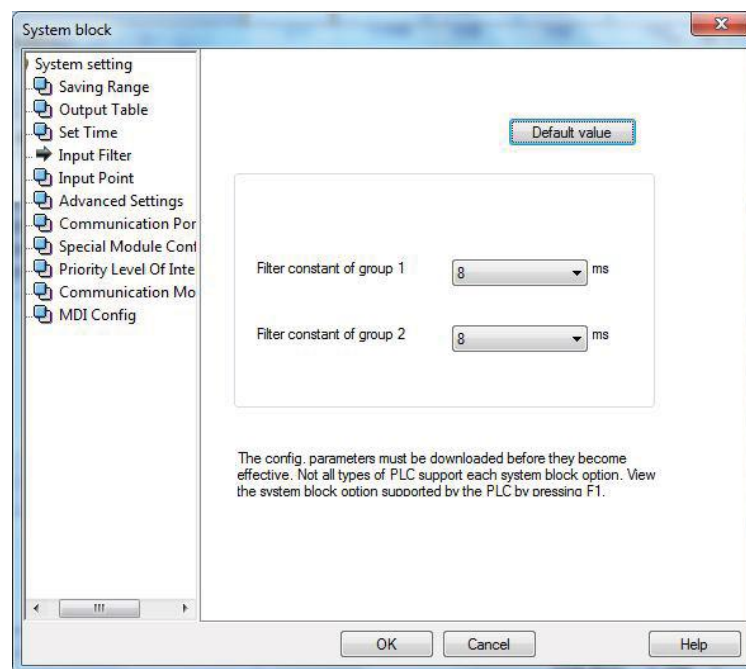 System block
System setting
Saving Range
Output Table
Set Time
Input Filter
Input Point
Advanced Settings
Communication Por
Special Module Conf
Priority Level Of Inte
Communication Mo
MDI Config
Default value
Filter constant of group 1
8
ms
Filter constant of group 2
8
ms
The config. parameters must be downloaded before they become
effective. Not all types of PLC support each system block option. View
the system block option supported by the PLC by pressing F1.
OK
Cancel
Help